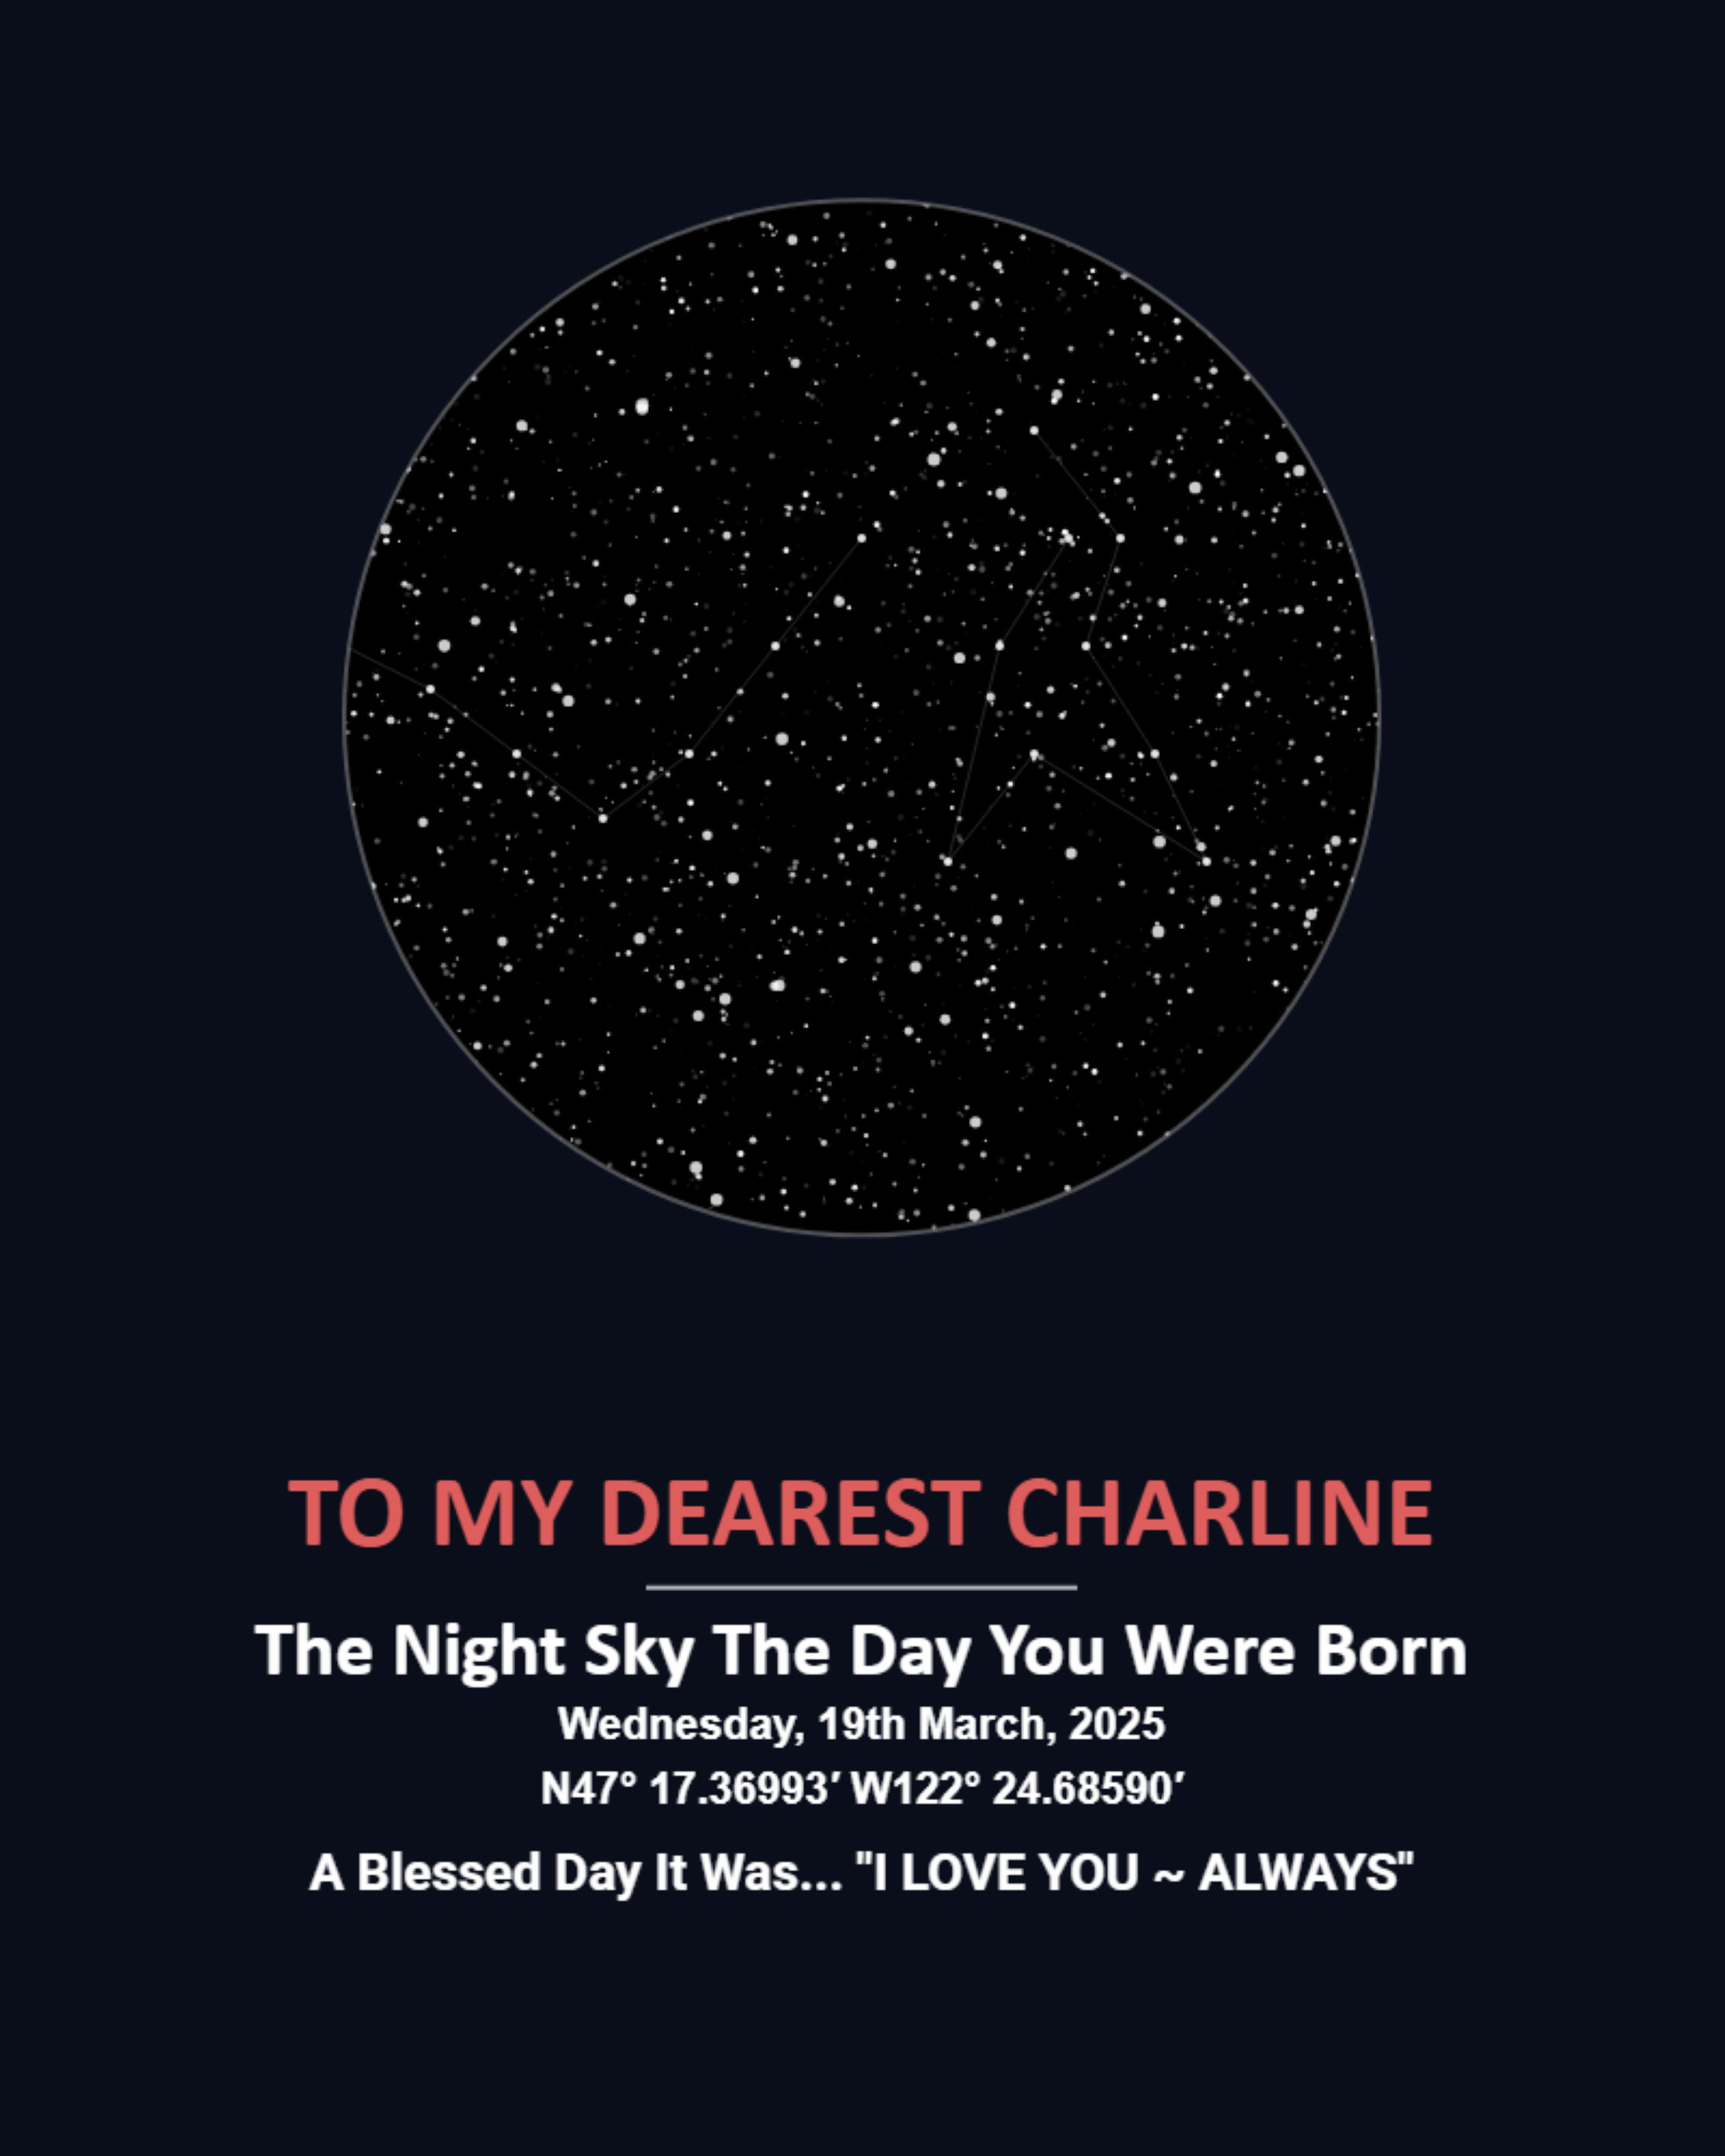 TO MY DEAREST CHARLINE
The Night Sky The Day You Were Born
Wednesday, 19th March, 2025
N47° 17.36993′ W122° 24.68590′
A Blessed Day It Was... "I LOVE YOU ~ ALWAYS"